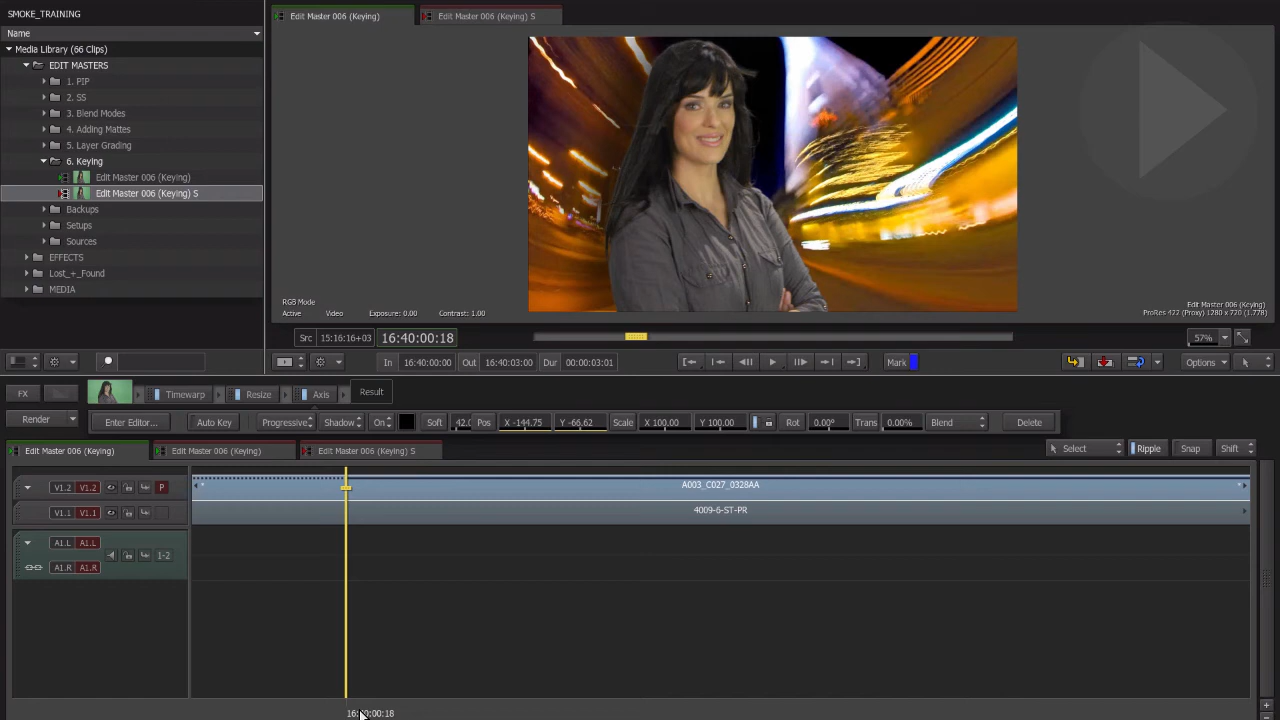 SMOKE_TRAINING
Name
Media Library (66 Clips)
EDIT MASTERS
1. PIP
2. SS
3. Blend Modes
4. Adding Mattes
5. Layer Grading
6. Keying
Edit Master 006 (Keying)
Edit Master 006 (Keying) S
Backups
Setups
Sources
EFFECTS
Lost_+_Found
MEDIA
Edit Master 006 (Keying) Edit Master 006 (Keying) S
RGB Mode
Active Video Exposure: 0.00 Contrast: 1.00
Edit Master 006 (Keying)
ProRes 422 (Proxy) 1280 x 720 (1.778)
Src 15:16:16+03 16:40:00:18 57%
In 16:40:00:00 Out 16:40:03:00 Dur 00:00:03:01 Mark Options
FX Timewarp Resize Axis Result
Render Enter Editor... Auto Key Progressive Shadow On Soft 42.0 Pos X -144.75 Y -66.62 Scale X 100.00 Y 100.00 Rot 0.00° Trans 0.00% Blend Delete
Edit Master 006 (Keying) Edit Master 006 (Keying) Edit Master 006 (Keying) S Select Ripple Snap Shift
V1.2 V1.2 P A003_C027_0328AA
V1.1 V1.1 4009-6-ST-PR
A1.L A1.L
1-2
A1.R A1.R